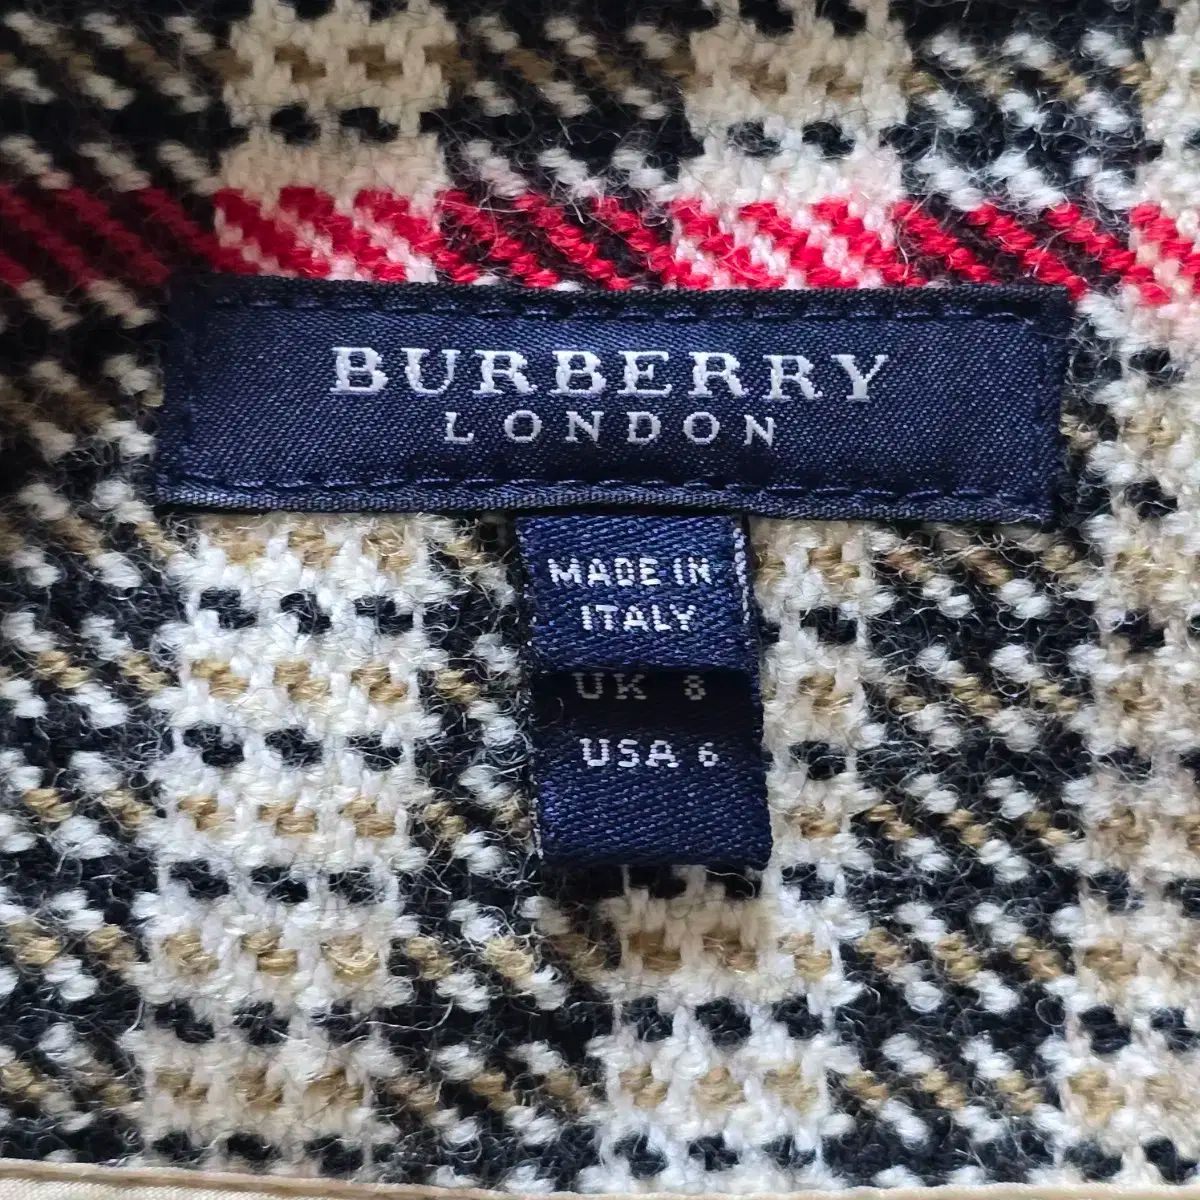 BURBERRY
LONDON
MADE IN
ITALY
UK 8
USA 6